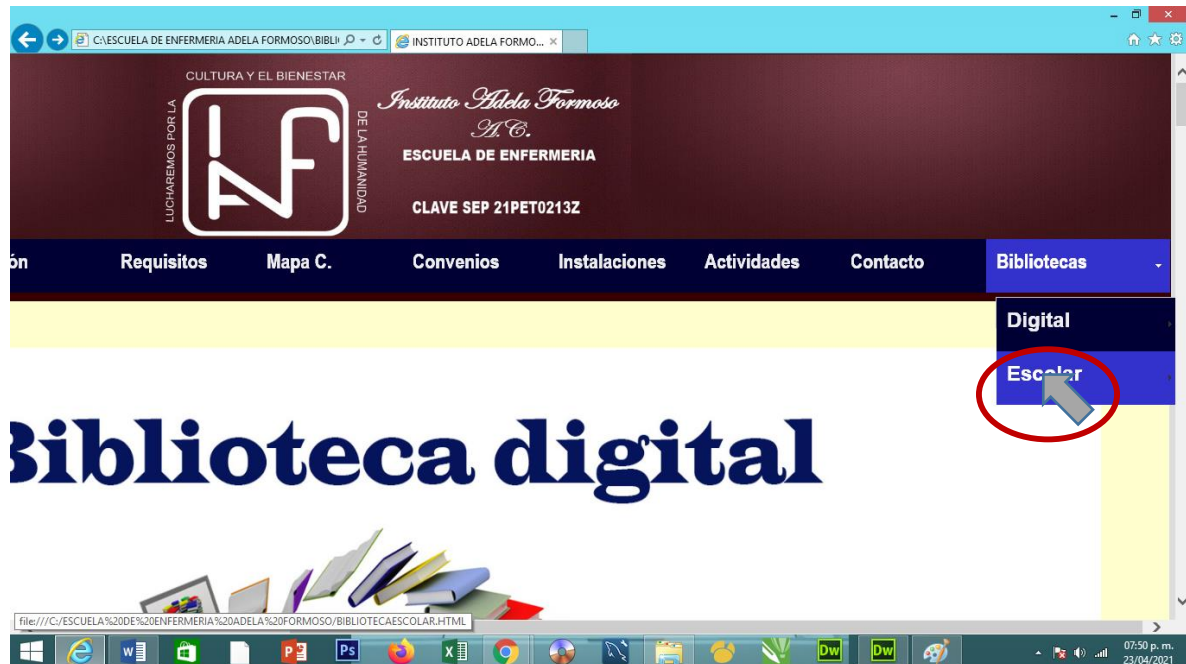 C:\ESCUELA DE ENFERMERIA ADELA FORMOSO\BIBLI
INSTITUTO ADELA FORMO...
CULTURA Y EL BIENESTAR
LUCHAREMOS POR LA
DE LA HUMANIDAD
IAF
Instituto Adela Formoso
A.C.
ESCUELA DE ENFERMERIA
CLAVE SEP 21PET0213Z
ón Requisitos Mapa C. Convenios Instalaciones Actividades Contacto Bibliotecas
Digital
Escolar
Biblioteca digital
file:///C:/ESCUELA%20DE%20ENFERMERIA%20ADELA%20FORMOSO/BIBLIOTECAESCOLAR.HTML
07:50 p. m.
23/04/2021